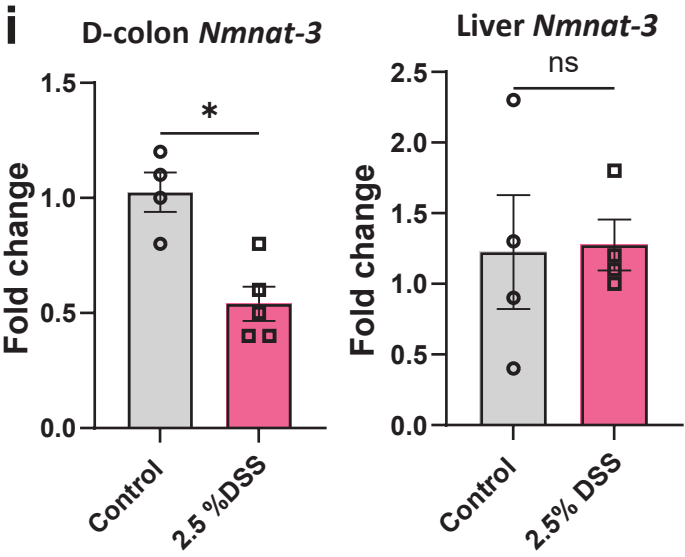 i
D-colon Nmnat-3
Fold change
1.5
1.0
0.5
0.0
*
Control
2.5 %DSS
Liver Nmnat-3
Fold change
2.5
2.0
1.5
1.0
0.5
0.0
ns
Control
2.5% DSS